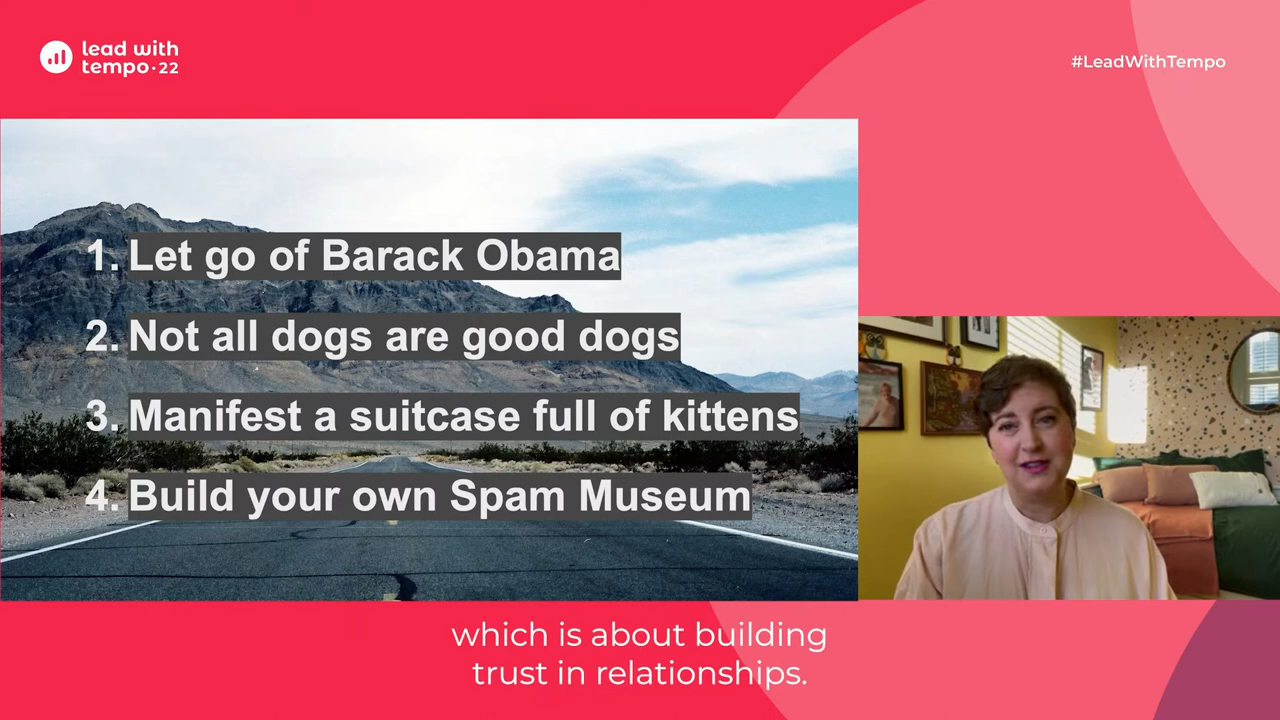 lead with
tempo·22
#LeadWithTempo
1. Let go of Barack Obama
2. Not all dogs are good dogs
3. Manifest a suitcase full of kittens
4. Build your own Spam Museum
which is about building
trust in relationships.